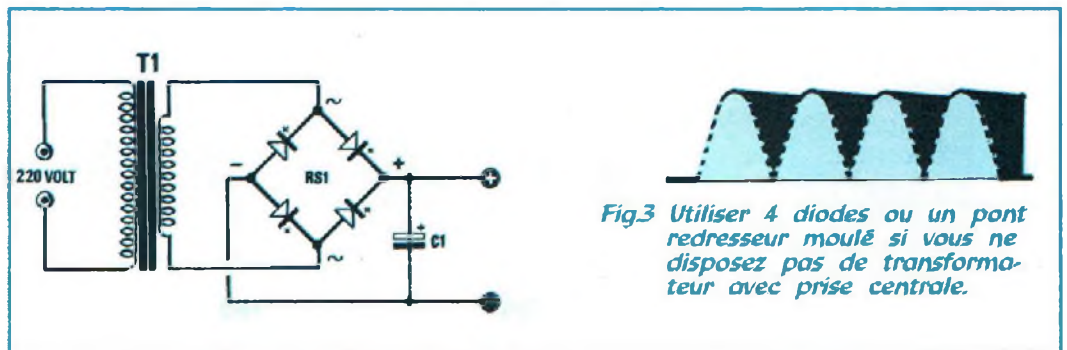 T1
220 VOLT
~
-
RS1
+
~
+
C1
+
-
Fig.3 Utiliser 4 diodes ou un pont
redresseur moulé si vous ne
disposez pas de transforma-
teur avec prise centrale.